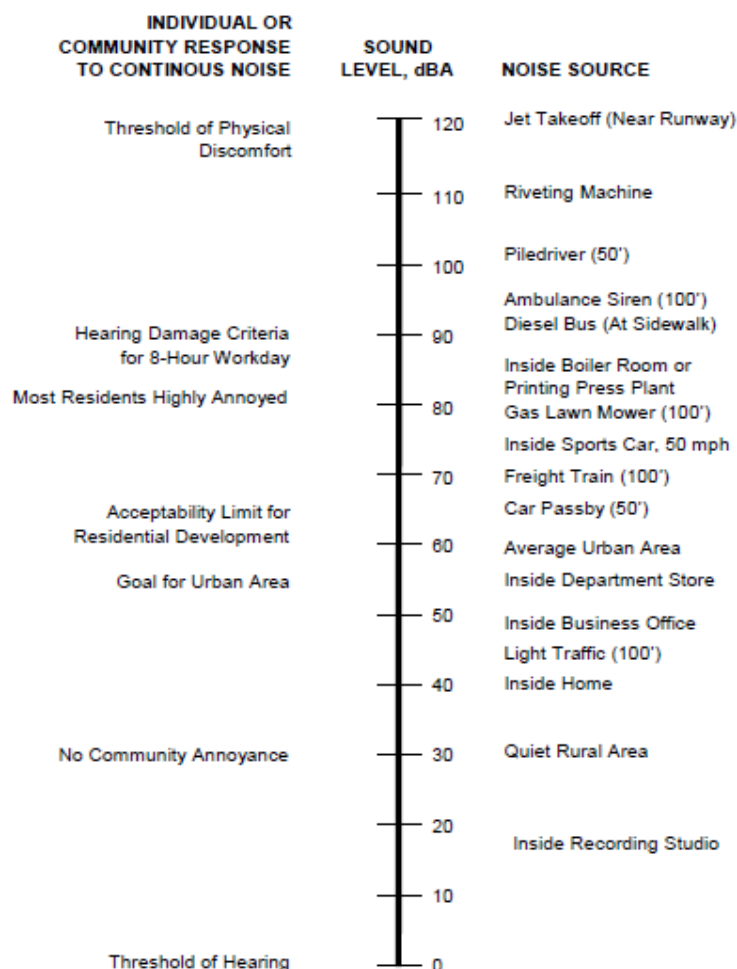 INDIVIDUAL OR
COMMUNITY RESPONSE
TO CONTINOUS NOISE
SOUND
LEVEL, dBA
NOISE SOURCE
Threshold of Physical
Discomfort
120
Jet Takeoff (Near Runway)
110
Riveting Machine
Piledriver (50')
100
Ambulance Siren (100')
Diesel Bus (At Sidewalk)
Hearing Damage Criteria
for 8-Hour Workday
90
Inside Boiler Room or
Printing Press Plant
Most Residents Highly Annoyed
80
Gas Lawn Mower (100')
Inside Sports Car, 50 mph
70
Freight Train (100')
Car Passby (50')
Acceptability Limit for
Residential Development
60
Average Urban Area
Goal for Urban Area
Inside Department Store
50
Inside Business Office
Light Traffic (100')
40
Inside Home
No Community Annoyance
30
Quiet Rural Area
20
Inside Recording Studio
10
Threshold of Hearing
0